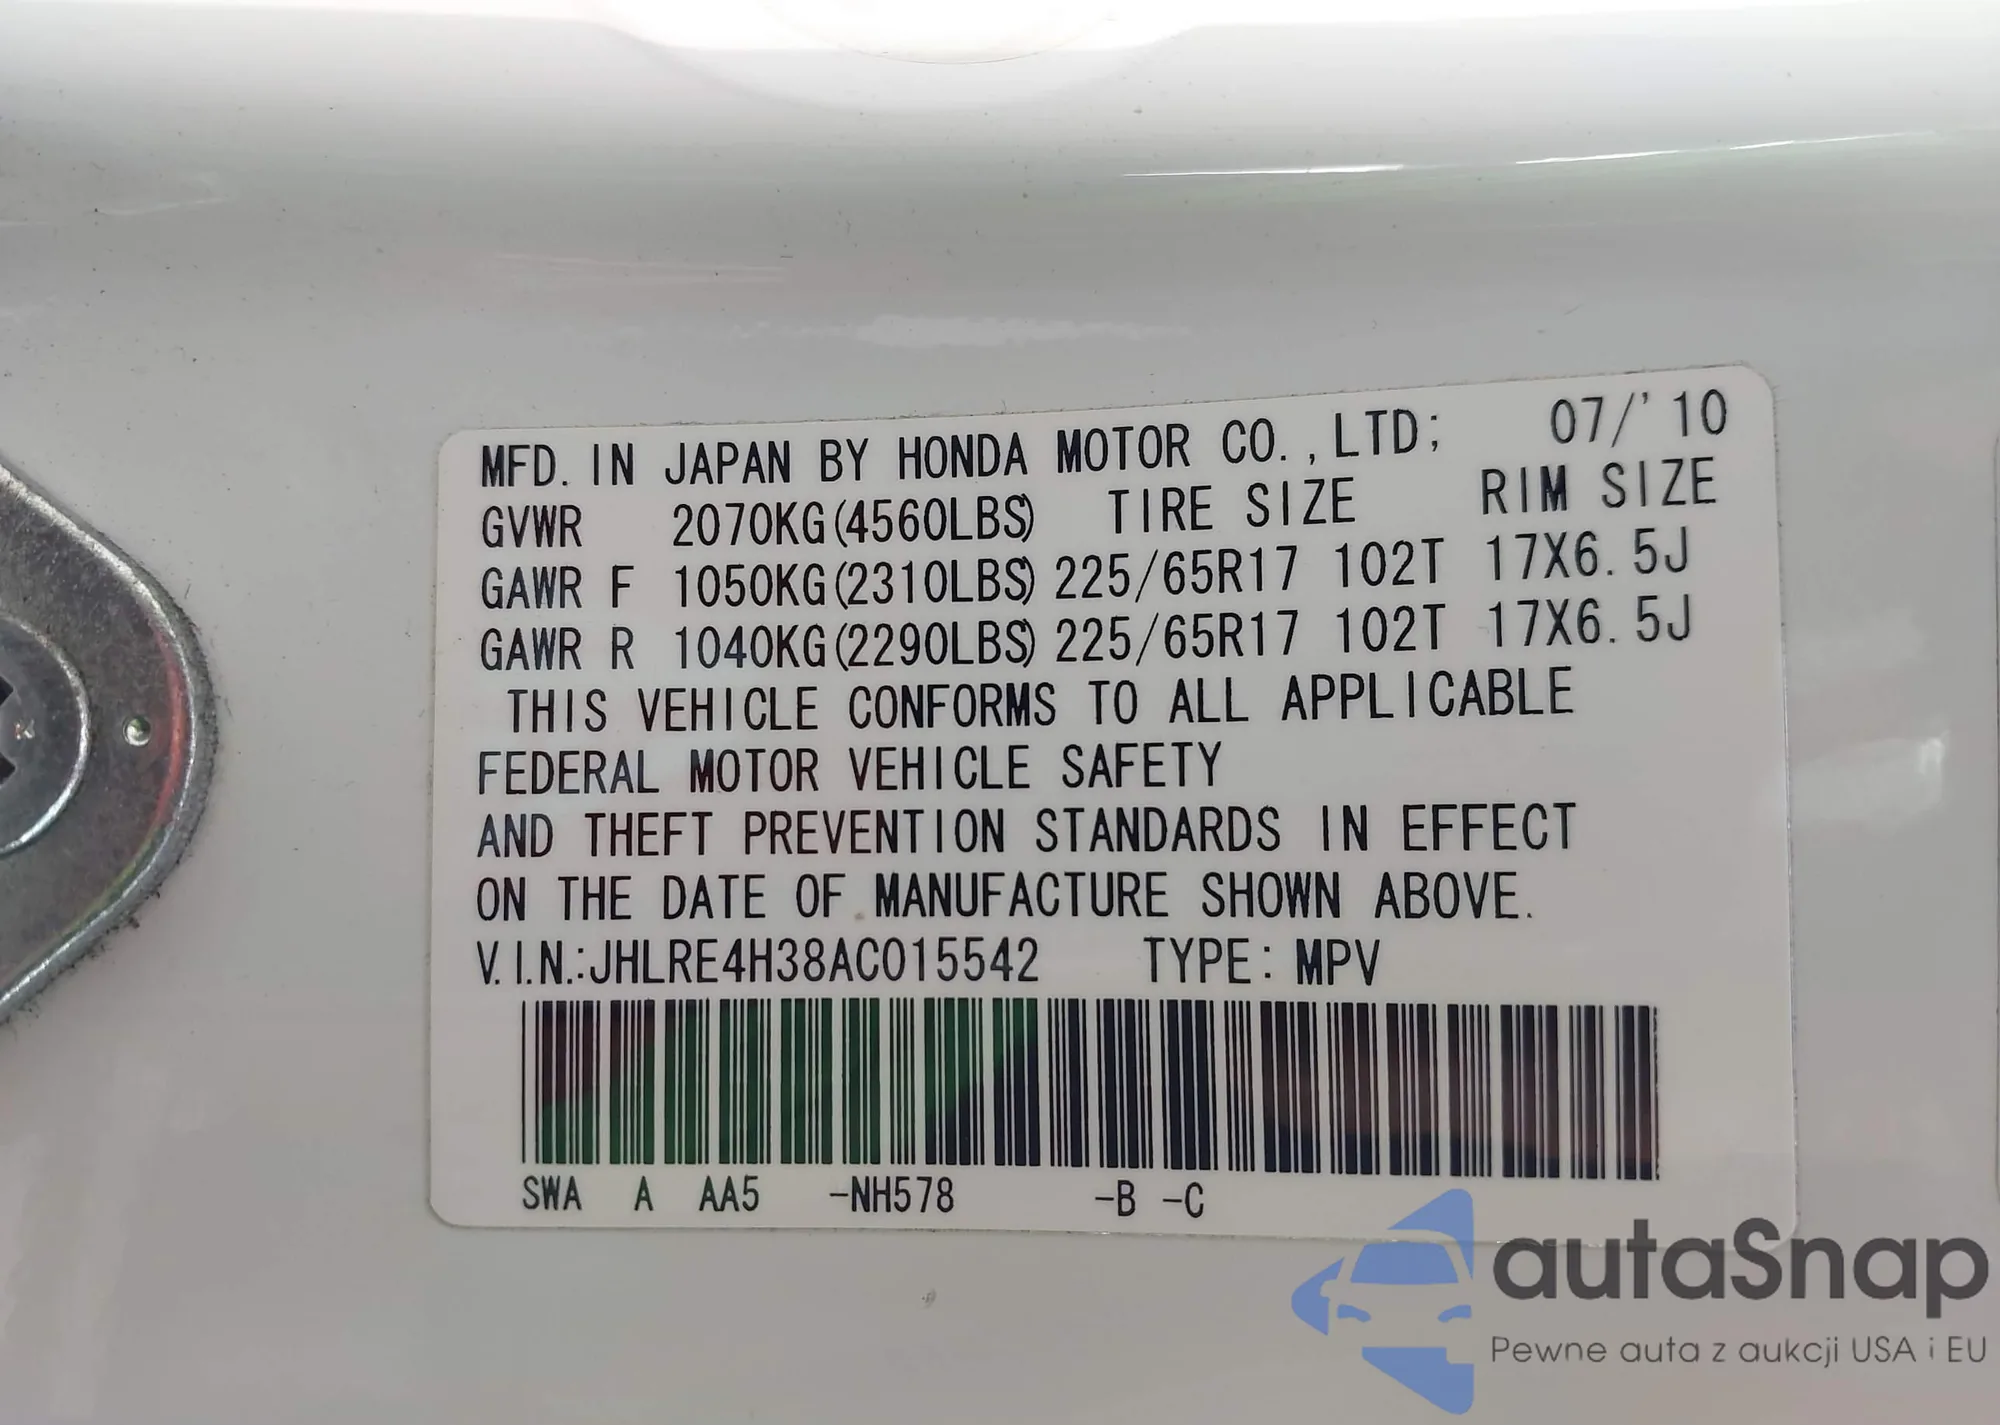 MFD. IN JAPAN BY HONDA MOTOR CO.,LTD; 07/'10
GVWR 2070KG(4560LBS) TIRE SIZE RIM SIZE
GAWR F 1050KG(2310LBS) 225/65R17 102T 17X6.5J
GAWR R 1040KG(2290LBS) 225/65R17 102T 17X6.5J
THIS VEHICLE CONFORMS TO ALL APPLICABLE
FEDERAL MOTOR VEHICLE SAFETY
AND THEFT PREVENTION STANDARDS IN EFFECT
ON THE DATE OF MANUFACTURE SHOWN ABOVE.
V.I.N.:JHLRE4H38AC015542 TYPE: MPV
SWA A AA5 -NH578 -B -C
autaSnap
Pewne auta z aukcji USA i EU